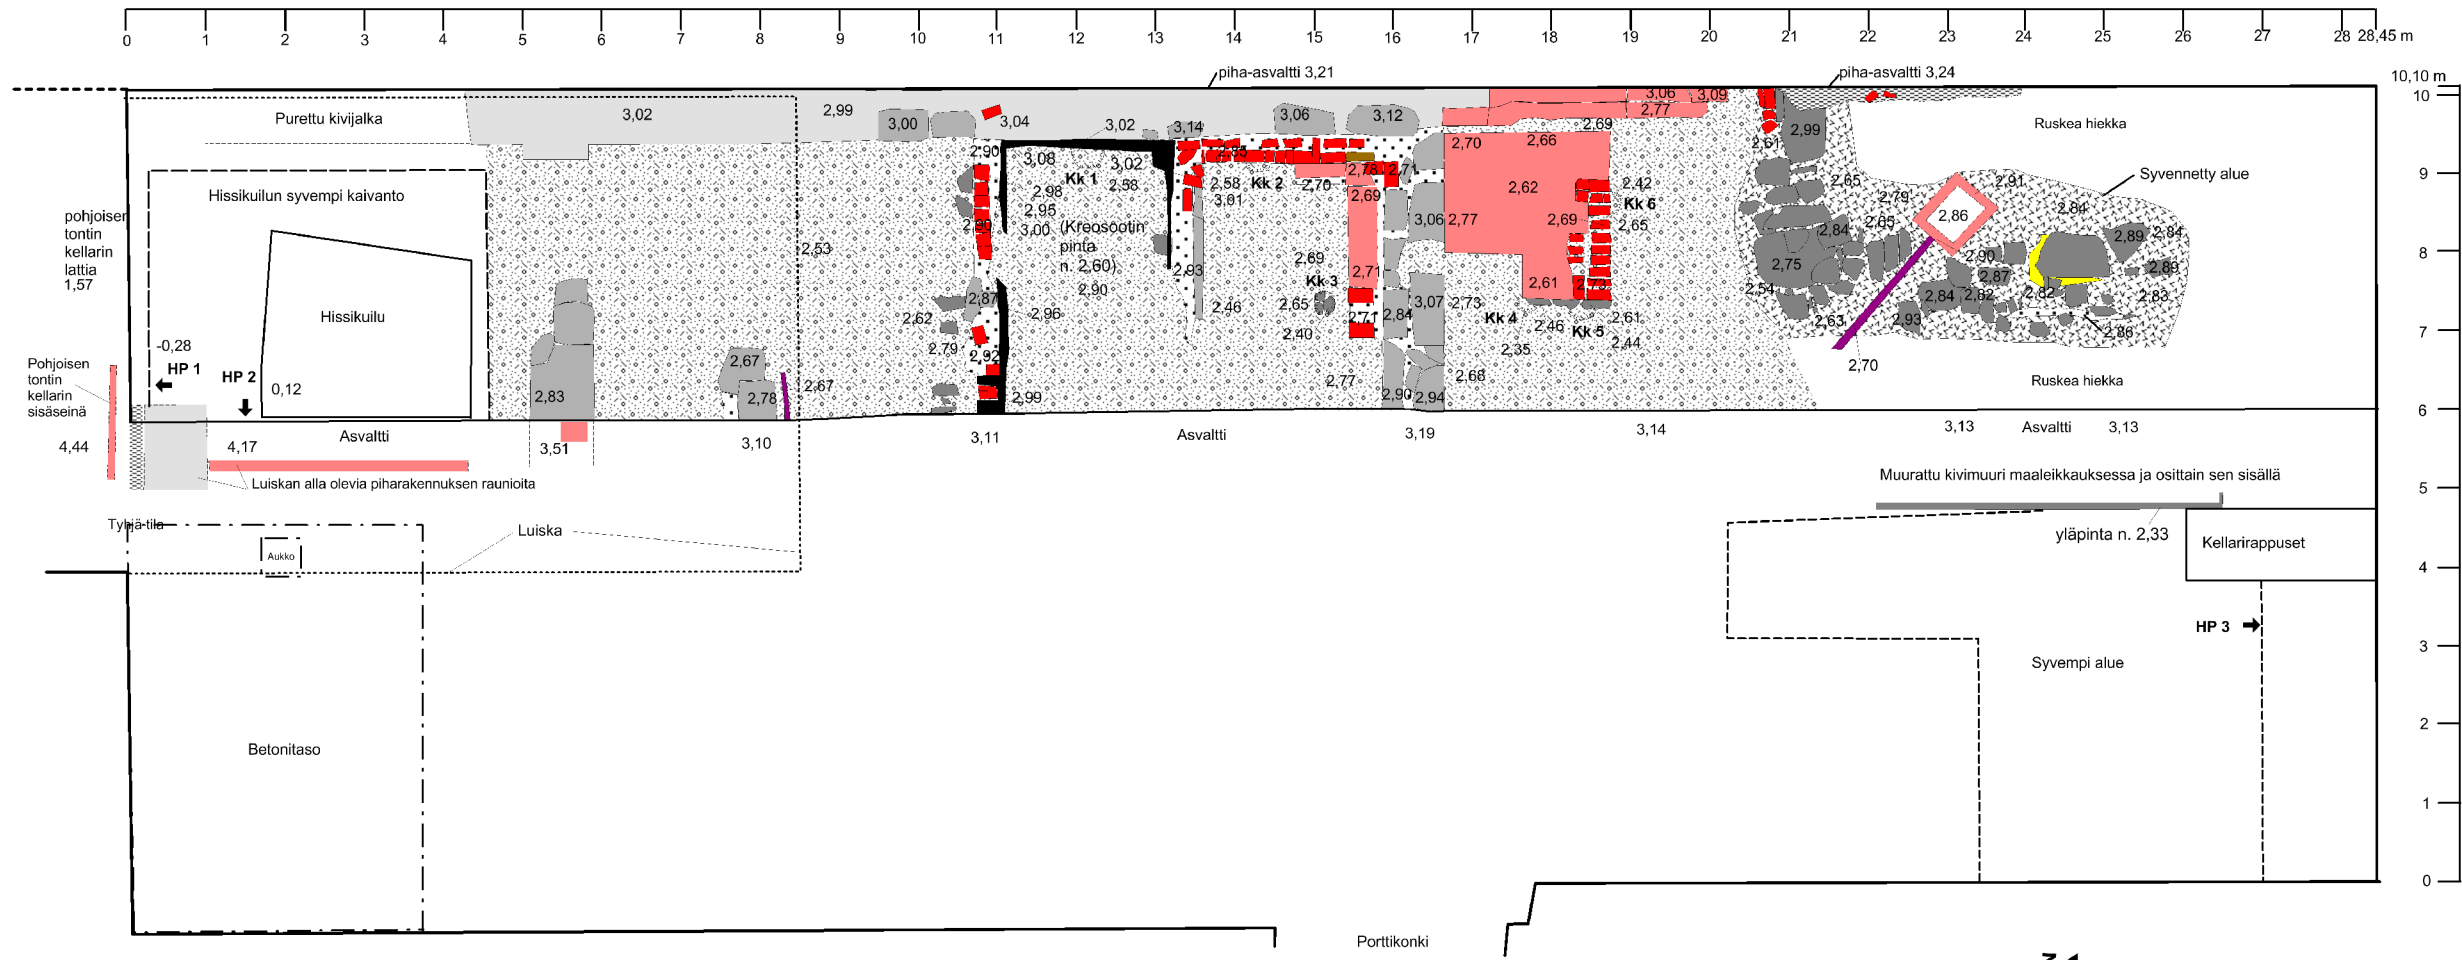 0 1 2 3 4 5 6 7 8 9 10 11 12 13 14 15 16 17 18 19 20 21 22 23 24 25 26 27 28 28,45 m
piha-asvaltti 3,21
piha-asvaltti 3,24
10,10 m
10
9
8
7
6
5
4
3
2
1
0
Purettu kivijalka
3,02
2,99
3,00
3,04
3,02
3,14
3,06
3,12
3,06
3,09
2,77
2,69
Ruskea hiekka
Hissikuilun syvempi kaivanto
pohjoisen
tontin
kellarin
lattia
1,57
Hissikuilu
-0,28
HP 1
HP 2
0,12
Pohjoisen
tontin
kellarin
sisäseinä
4,44
4,17
Asvaltti
3,51
3,10
3,11
Asvaltti
3,19
3,14
3,13
Asvaltti
3,13
Luiskan alla olevia piharakennuksen raunioita
2,83
2,67
2,78
2,67
2,53
2,90
2,90
2,87
2,62
2,79
2,92
2,99
3,08
3,02
Kk 1
2,58
2,98
2,95
3,00
(Kreosootin
pinta
n. 2,60)
2,90
2,96
2,93
2,85
2,58
Kk 2
2,70
3,01
2,78
2,71
2,69
2,69
2,71
Kk 3
2,65
2,46
2,40
2,71
2,84
2,77
2,90
2,94
3,06
3,07
2,70
2,66
2,62
2,77
2,69
2,42
Kk 6
2,65
2,61
2,73
2,73
Kk 4
2,46
Kk 5
2,61
2,44
2,35
2,68
2,61
2,99
2,65
2,79
2,65
2,84
2,75
2,54
2,63
2,86
2,91
2,84
Syvennetty alue
2,89
2,84
2,90
2,87
2,89
2,84
2,82
2,82
2,83
2,93
2,86
2,70
Ruskea hiekka
Muurattu kivimuuri maaleikkauksessa ja osittain sen sisällä
yläpinta n. 2,33
Kellarirappuset
Tyhjä tila
Aukko
Luiska
HP 3
Syvempi alue
Betonitaso
Porttikonki